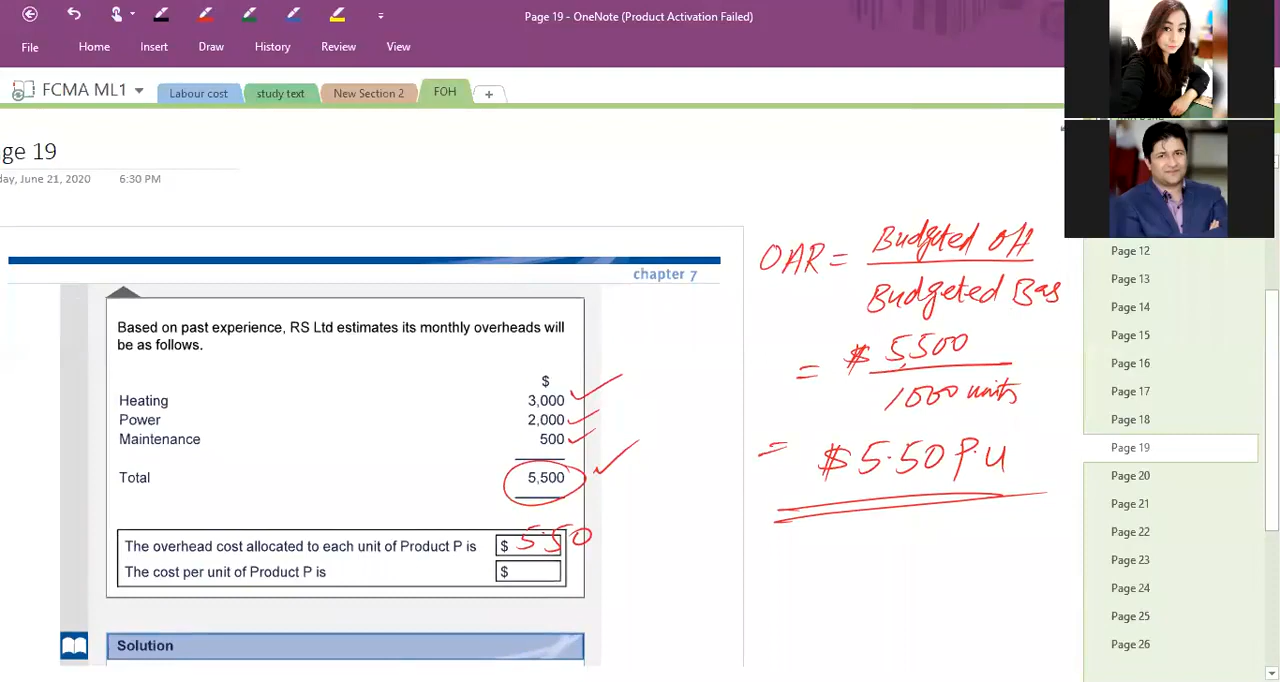 Page 19 - OneNote (Product Activation Failed)
File Home Insert Draw History Review View
FCMA ML1 Labour cost study text New Section 2 FOH +
ge 19
day, June 21, 2020 6:30 PM
chapter 7
Based on past experience, RS Ltd estimates its monthly overheads will
be as follows.
$
Heating 3,000
Power 2,000
Maintenance 500
Total 5,500
The overhead cost allocated to each unit of Product P is $ 5.50
The cost per unit of Product P is $
Solution
OAR = Budgeted OH
Budgeted Bas
= $ 5,500
1000 units
= $5.50 P.U
Page 12
Page 13
Page 14
Page 15
Page 16
Page 17
Page 18
Page 19
Page 20
Page 21
Page 22
Page 23
Page 24
Page 25
Page 26